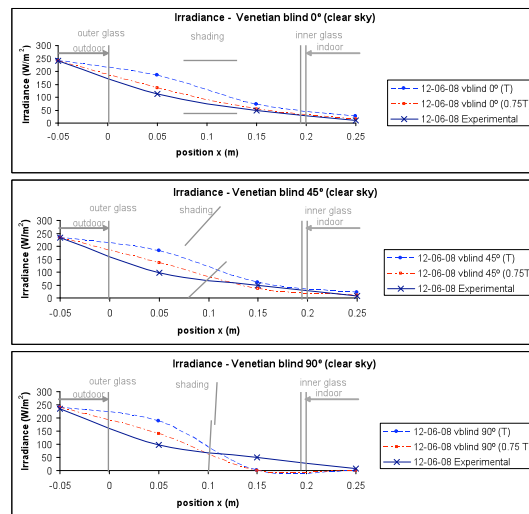 Irradiance - Venetian blind 0º (clear sky)
outer glass
shading
inner glass
outdoor
indoor
Irradiance (W/m²)
300
250
200
150
100
50
0
-0.05 0 0.05 0.1 0.15 0.2 0.25
position x (m)
12-06-08 vblind 0º (T)
12-06-08 vblind 0º (0.75T)
12-06-08 Experimental
Irradiance - Venetian blind 45º (clear sky)
outer glass
shading
inner glass
outdoor
indoor
Irradiance (W/m²)
300
250
200
150
100
50
0
-0.05 0 0.05 0.1 0.15 0.2 0.25
position x (m)
12-06-08 vblind 45º (T)
12-06-08 vblind 45º (0.75T
12-06-08 Experimental
Irradiance - Venetian blind 90º (clear sky)
outer glass
shading
inner glass
outdoor
indoor
Irradiance (W/m²)
300
250
200
150
100
50
0
-0.05 0 0.05 0.1 0.15 0.2 0.25
position x (m)
12-06-08 vblind 90º (T)
12-06-08 vblind 90º (0.75 T
12-06-08 Experimental